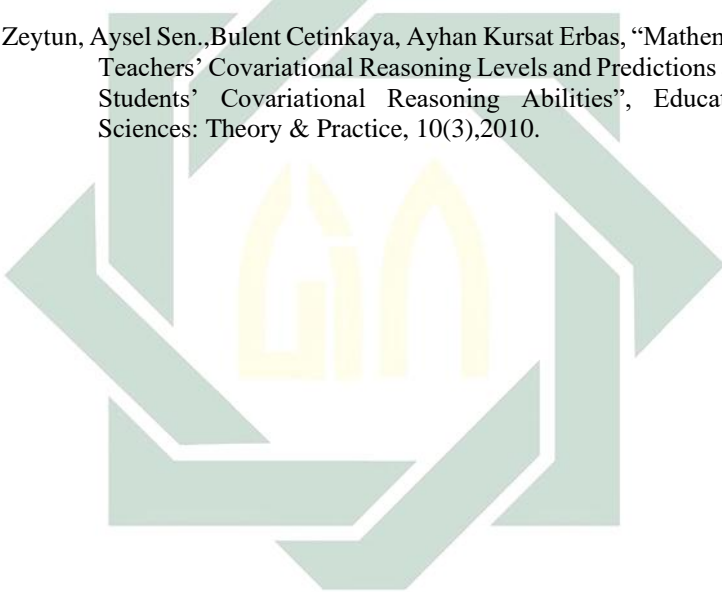 Zeytun, Aysel Sen.,Bulent Cetinkaya, Ayhan Kursat Erbas, “Mathem
Teachers’ Covariational Reasoning Levels and Predictions
Students’ Covariational Reasoning Abilities”, Educat
Sciences: Theory & Practice, 10(3),2010.